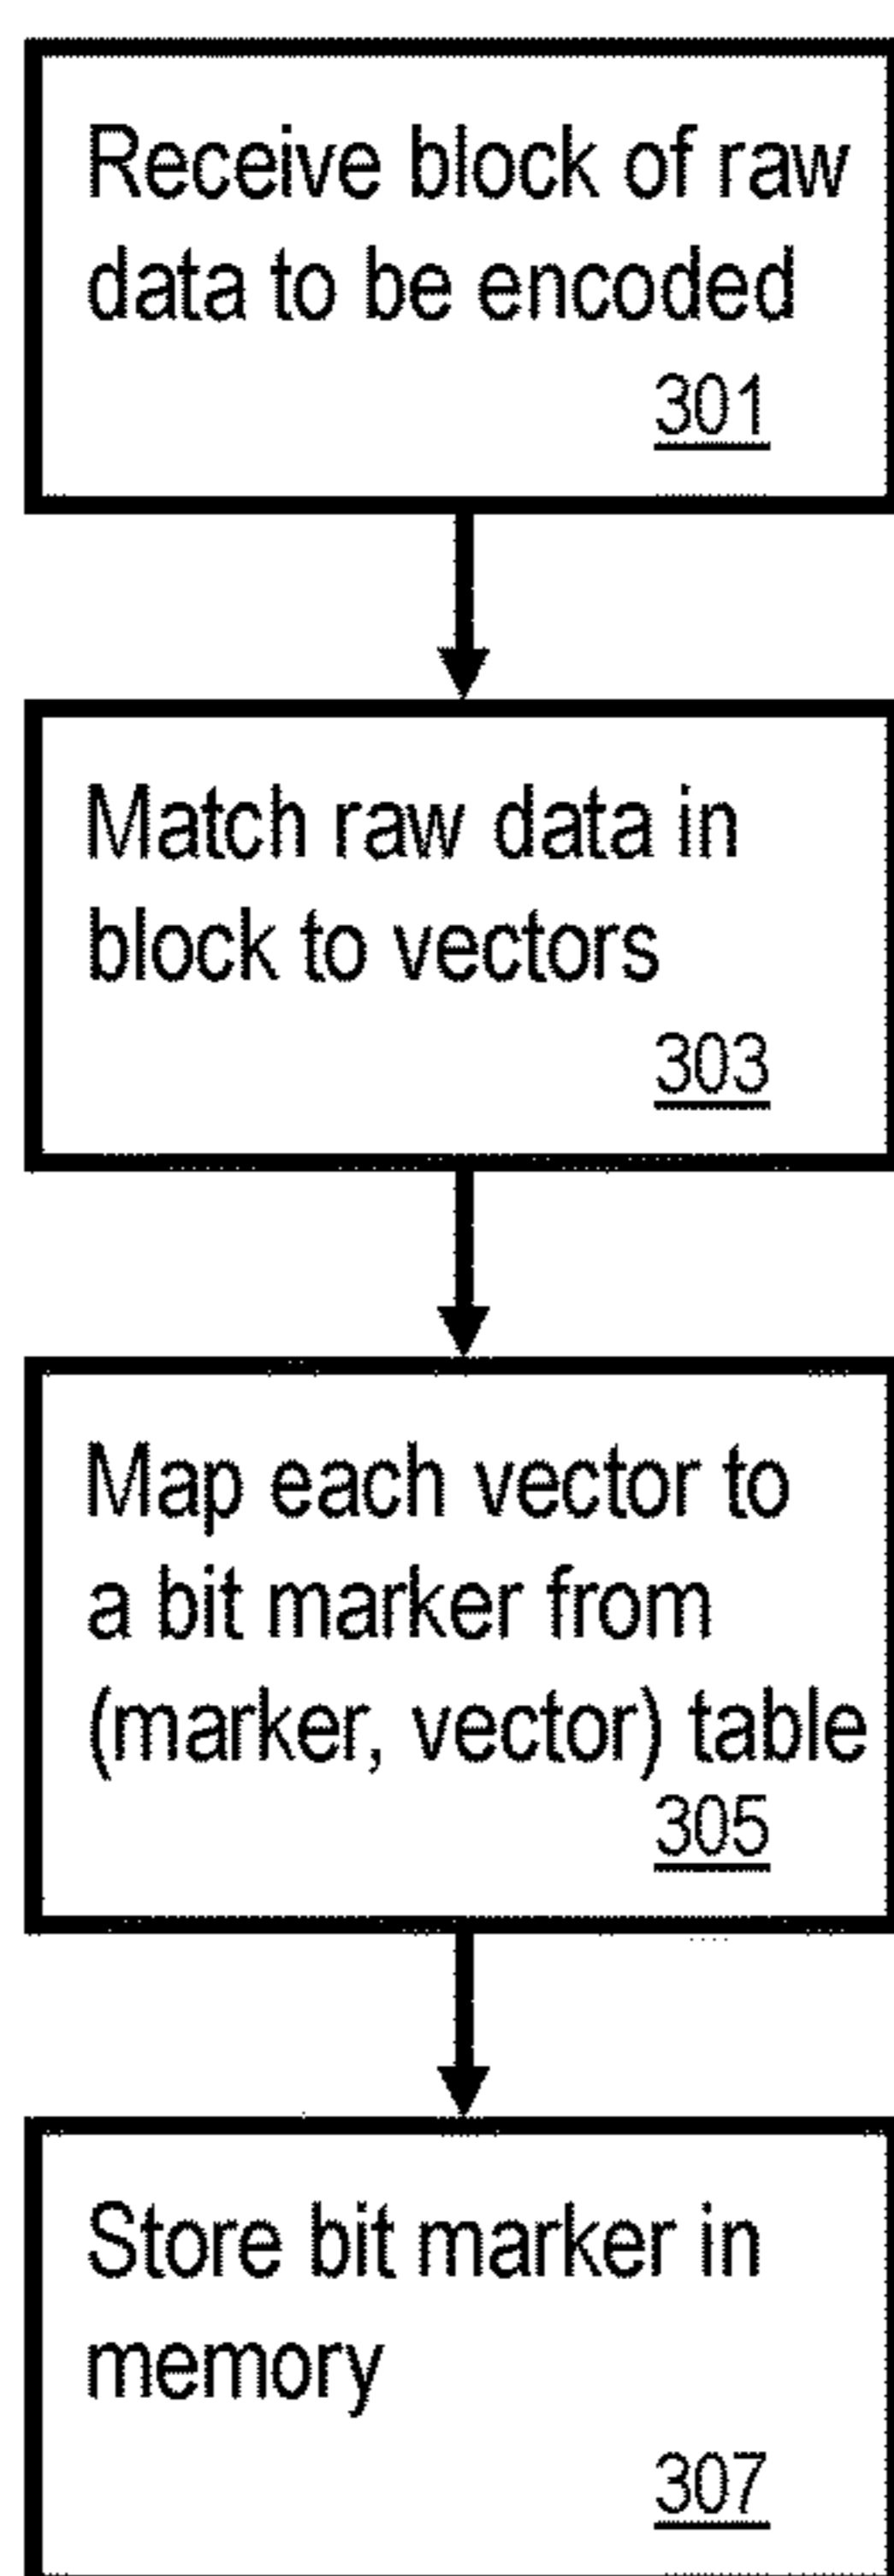 Receive block of raw
data to be encoded
301
Match raw data in
block to vectors
303
Map each vector to
a bit marker from
(marker, vector) table
305
Store bit marker in
memory
307